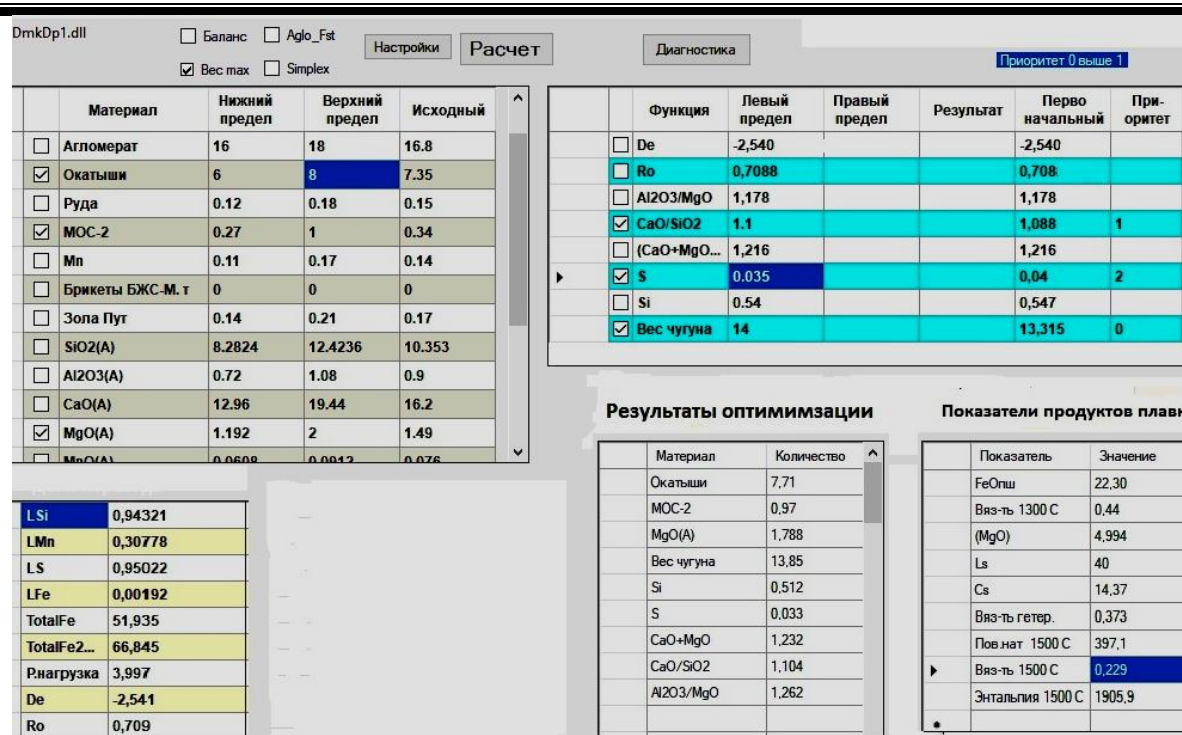 DmkDp1.dll
Баланс Aglo_Fst
Вес max Simplex
Настройки Расчет Диагностика
Приоритет 0 выше 1
Материал Нижний предел Верхний предел Исходный
Агломерат 16 18 16.8
Окатыши 6 8 7.35
Руда 0.12 0.18 0.15
МОС-2 0.27 1 0.34
Mn 0.11 0.17 0.14
Брикеты БЖС-М. т 0 0 0
Зола Пут 0.14 0.21 0.17
SiO2(A) 8.2824 12.4236 10.353
Al2O3(A) 0.72 1.08 0.9
CaO(A) 12.96 19.44 16.2
MgO(A) 1.192 2 1.49
MnO(A) 0.0608 0.0912 0.076
Функция Левый предел Правый предел Результат Перво начальный При- оритет
De -2,540 -2,540
Ro 0,7088 0,708
Al2O3/MgO 1,178 1,178
CaO/SiO2 1.1 1,088 1
(CaO+MgO... 1,216 1,216
S 0.035 0,04 2
Si 0.54 0,547
Вес чугуна 14 13,315 0
LSi 0,94321
LMn 0,30778
LS 0,95022
LFe 0,00192
TotalFe 51,935
TotalFe2... 66,845
Р.нагрузка 3,997
De -2,541
Ro 0,709
Результаты оптимимзации
Материал Количество
Окатыши 7,71
МОС-2 0,97
MgO(A) 1,788
Вес чугуна 13,85
Si 0,512
S 0,033
CaO+MgO 1,232
CaO/SiO2 1,104
Al2O3/MgO 1,262
Показатели продуктов плавк
Показатель Значение
FeOпш 22,30
Вяз-ть 1300 С 0,44
(MgO) 4,994
Ls 40
Cs 14,37
Вяз-ть гетер. 0,373
Пов.нат 1500 С 397,1
Вяз-ть 1500 С 0,229
Энтальпия 1500 С 1905,9